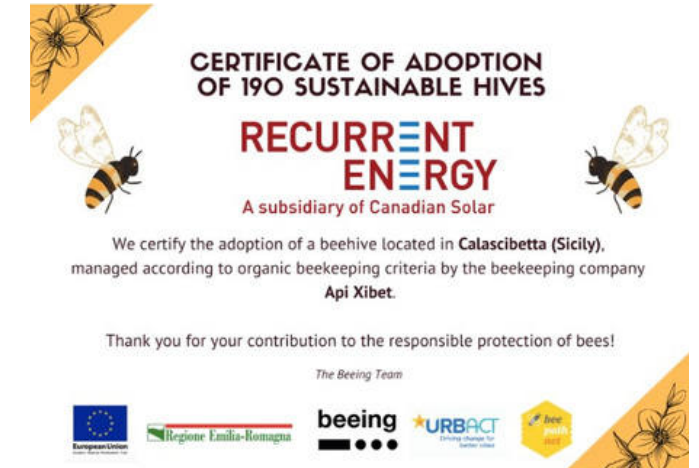 CERTIFICATE OF ADOPTION
OF 190 SUSTAINABLE HIVES
RECURRENT
ENERGY
A subsidiary of Canadian Solar
We certify the adoption of a beehive located in Calascibetta (Sicily),
managed according to organic beekeeping criteria by the beekeeping company
Api Xibet.
Thank you for your contribution to the responsible protection of bees!
The Beeing Team
European Union
Regione Emilia-Romagna
beeing
URBACT
Driving change for
better cities
bee
path
net